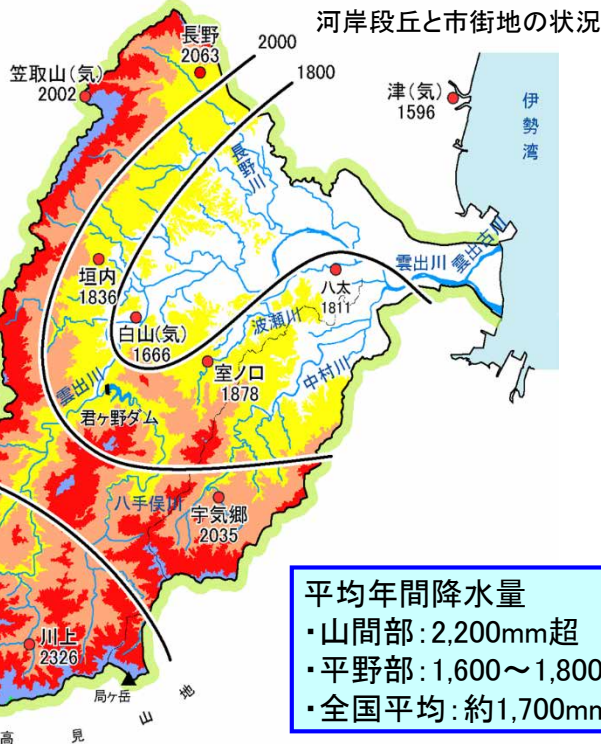 河岸段丘と市街地の状況
長野
2063
2000
笠取山(気)
2002
1800
津(気)
1596
伊勢湾
長野川
雲出古川
雲出川
垣内
1836
八太
1811
白山(気)
1666
波瀬川
室ノ口
1878
中村川
雲出川
君ヶ野ダム
八手俣川
宇気郷
2035
平均年間降水量
・山間部:2,200mm超
・平野部:1,600～1,800
・全国平均:約1,700mm
川上
2326
局ヶ岳
高見山地